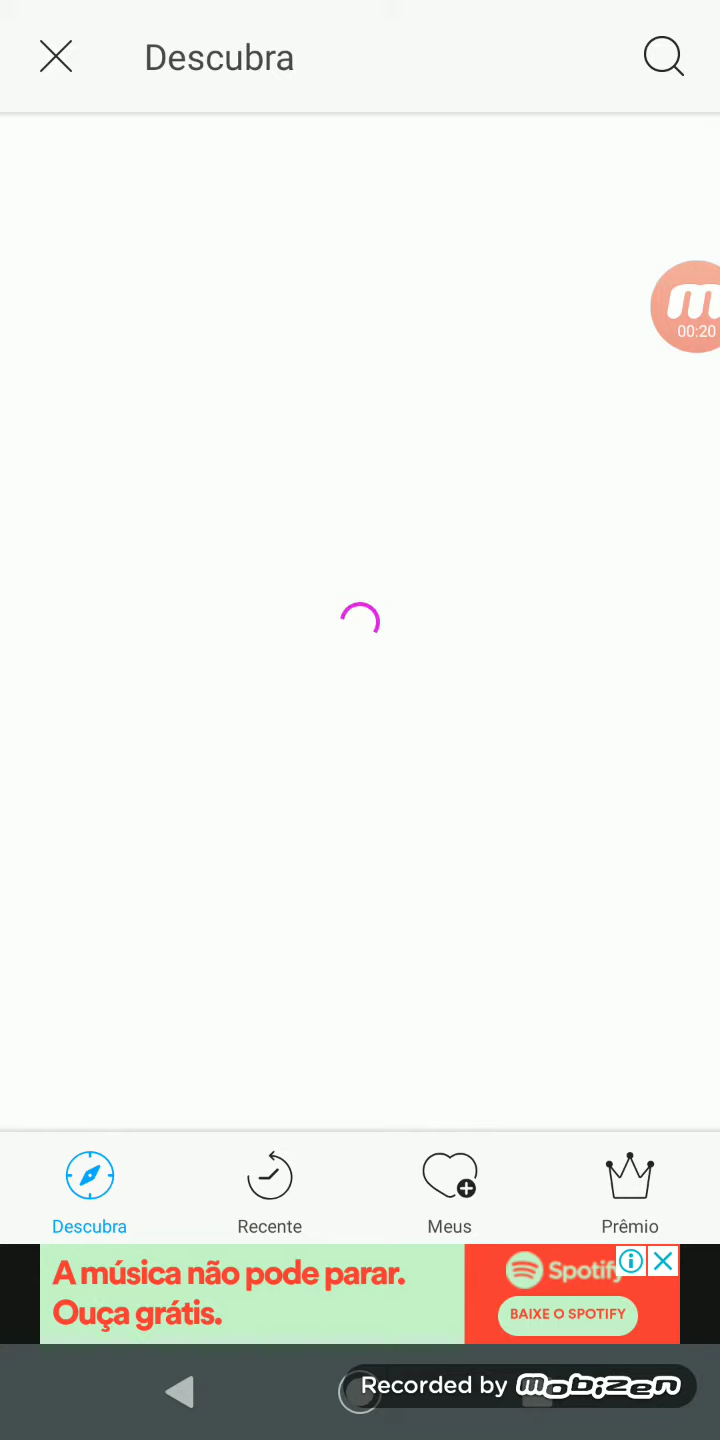 Descubra
m
00:20
Descubra
Recente
Meus
Prêmio
A música não pode parar.
Ouça grátis.
Spotify
BAIXE O SPOTIFY
Recorded by mobizen